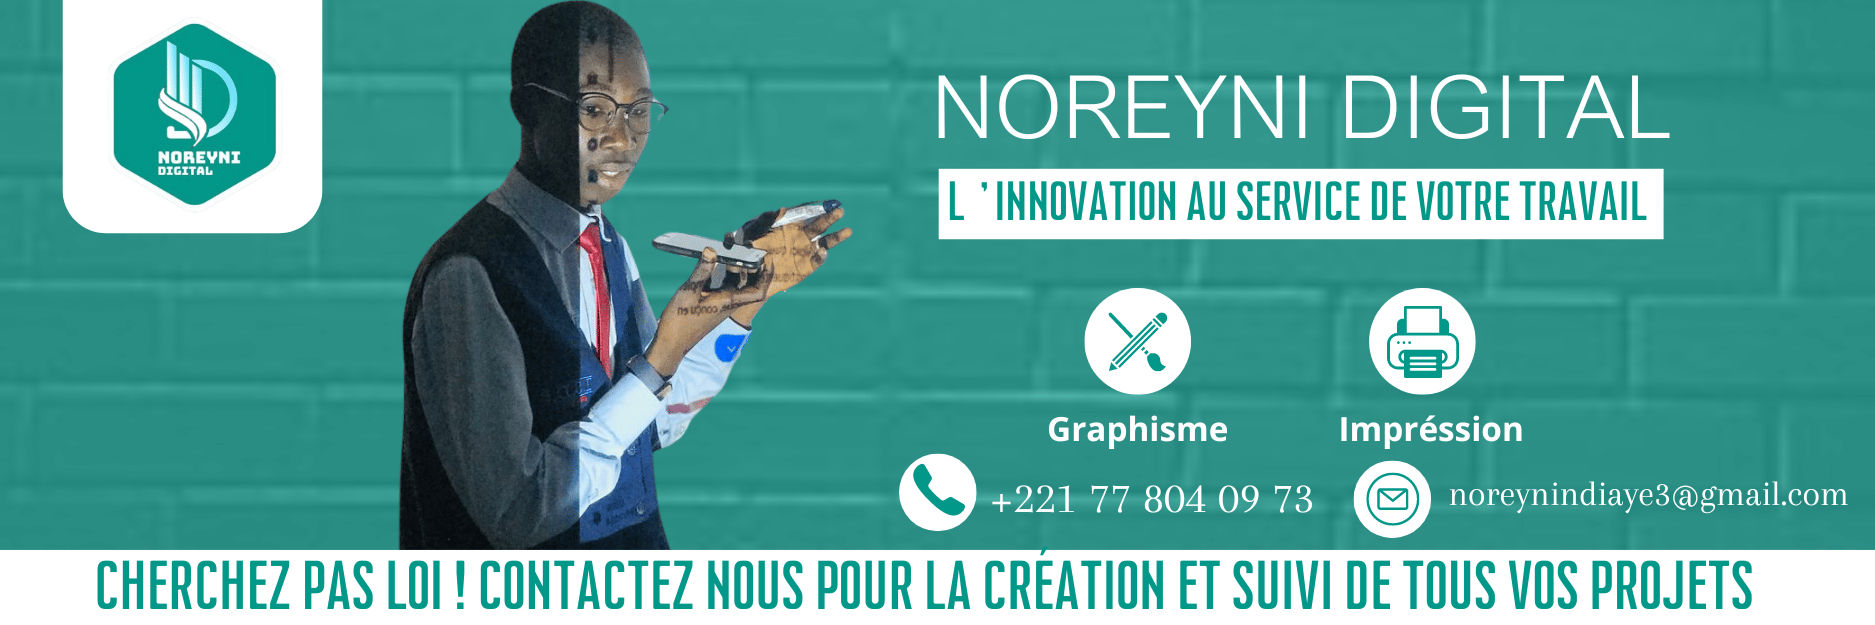 NOREYNI
DIGITAL
NOREYNI DIGITAL
L 'INNOVATION AU SERVICE DE VOTRE TRAVAIL
Graphisme
Impréssion
+221 77 804 09 73
noreynindiaye3@gmail.com
CHERCHEZ PAS LOI ! CONTACTEZ NOUS POUR LA CRÉATION ET SUIVI DE TOUS VOS PROJETS